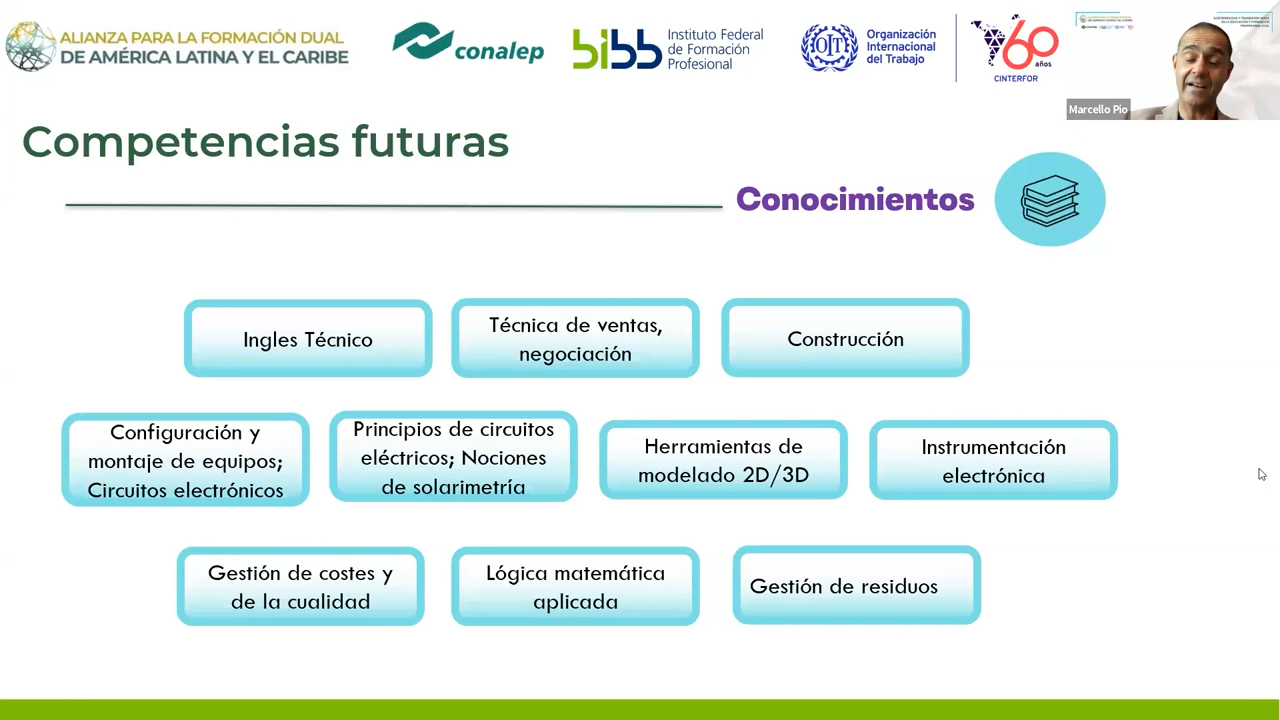 ALIANZA PARA LA FORMACIÓN DUAL
DE AMÉRICA LATINA Y EL CARIBE
conalep
bibb
Instituto Federal
de Formación
Profesional
Organización
Internacional
del Trabajo
60
años
CINTERFOR
Marcello Pio
Competencias futuras
Conocimientos
Ingles Técnico
Técnica de ventas,
negociación
Construcción
Configuración y
montaje de equipos;
Circuitos electrónicos
Principios de circuitos
eléctricos; Nociones
de solarimetría
Herramientas de
modelado 2D/3D
Instrumentación
electrónica
Gestión de costes y
de la cualidad
Lógica matemática
aplicada
Gestión de residuos